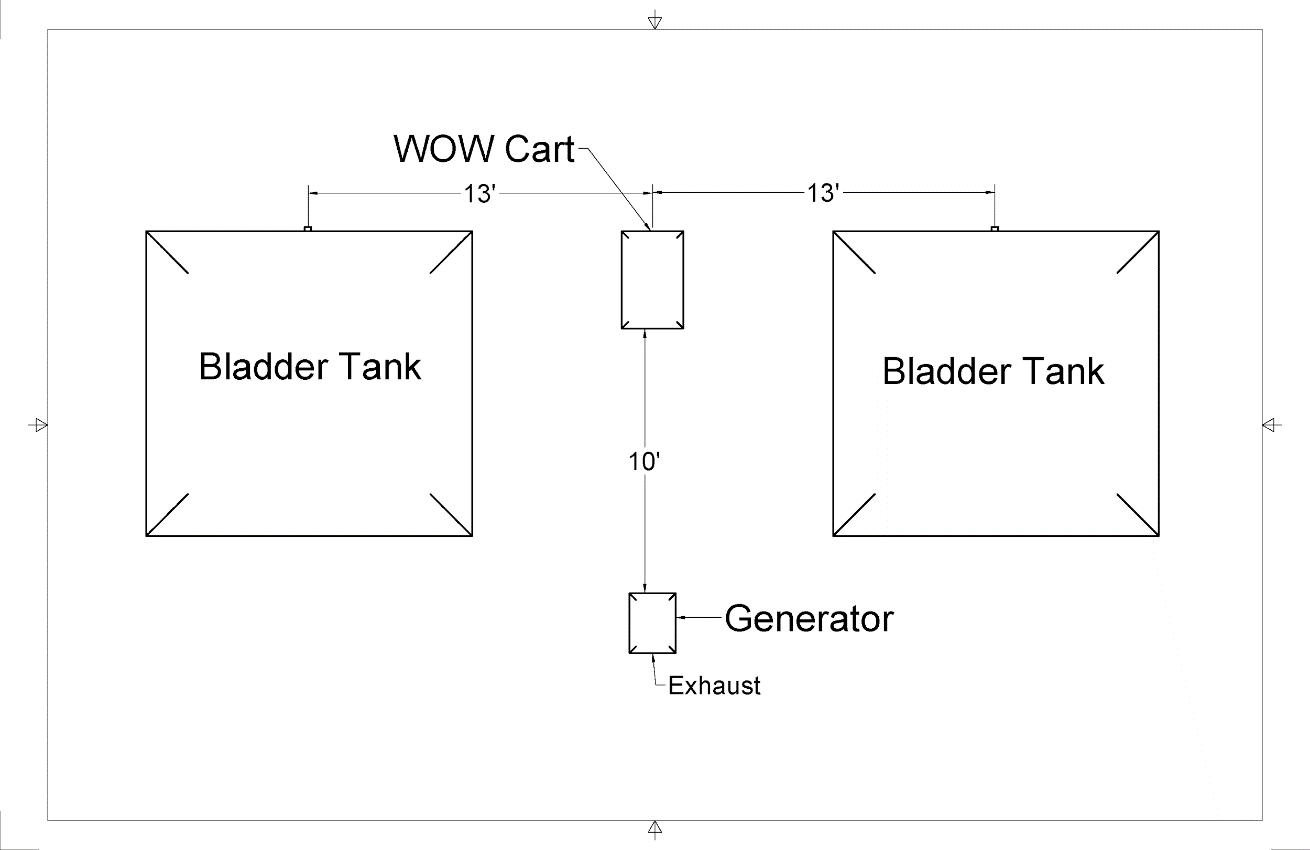 WOW Cart
13'
13'
Bladder Tank
Bladder Tank
10'
Generator
Exhaust